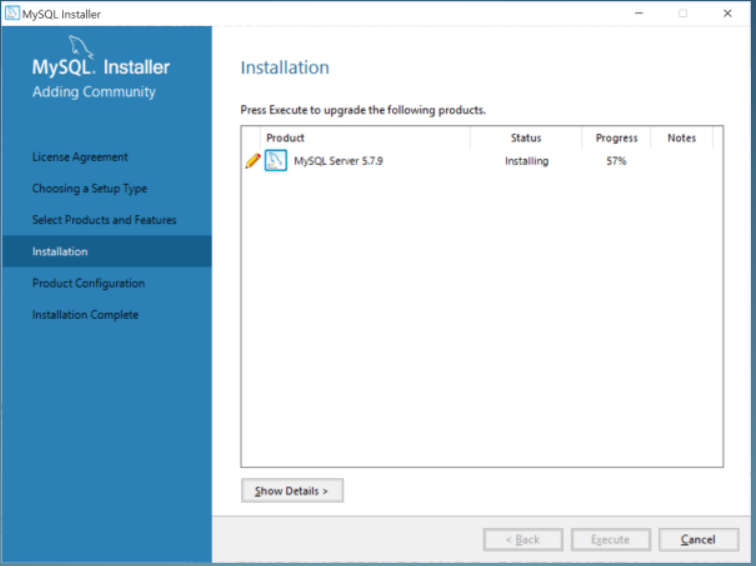 MySQL Installer
MySQL. Installer
Adding Community
License Agreement
Choosing a Setup Type
Select Products and Features
Installation
Product Configuration
Installation Complete
Installation
Press Execute to upgrade the following products.
Product Status Progress Notes
MySQL Server 5.7.9 Installing 57%
Show Details >
< Back Execute Cancel